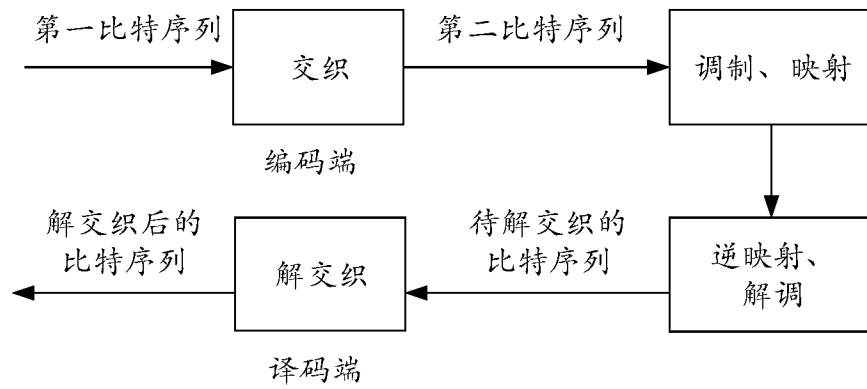 第一比特序列
交织
第二比特序列
调制、映射
编码端
解交织后的
比特序列
解交织
待解交织的
比特序列
逆映射、
解调
译码端